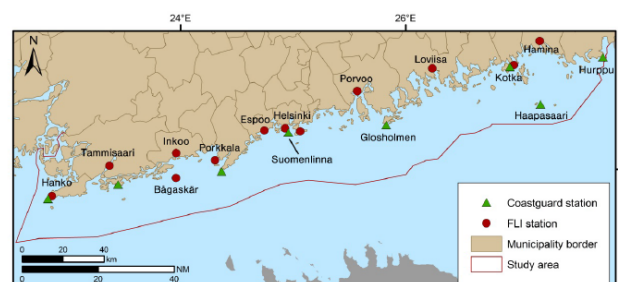 24°E
26°E
N
Hamina
Loviisa
Hurppu
Kotka
Porvoo
Haapasaari
Helsinki
Espoo
Glosholmen
Inkoo
Porkkala
Suomenlinna
Tammisaari
Bågaskär
Hanko
Coastguard station
FLI station
Municipality border
Study area
0 20 40
km
0 20 40
NM